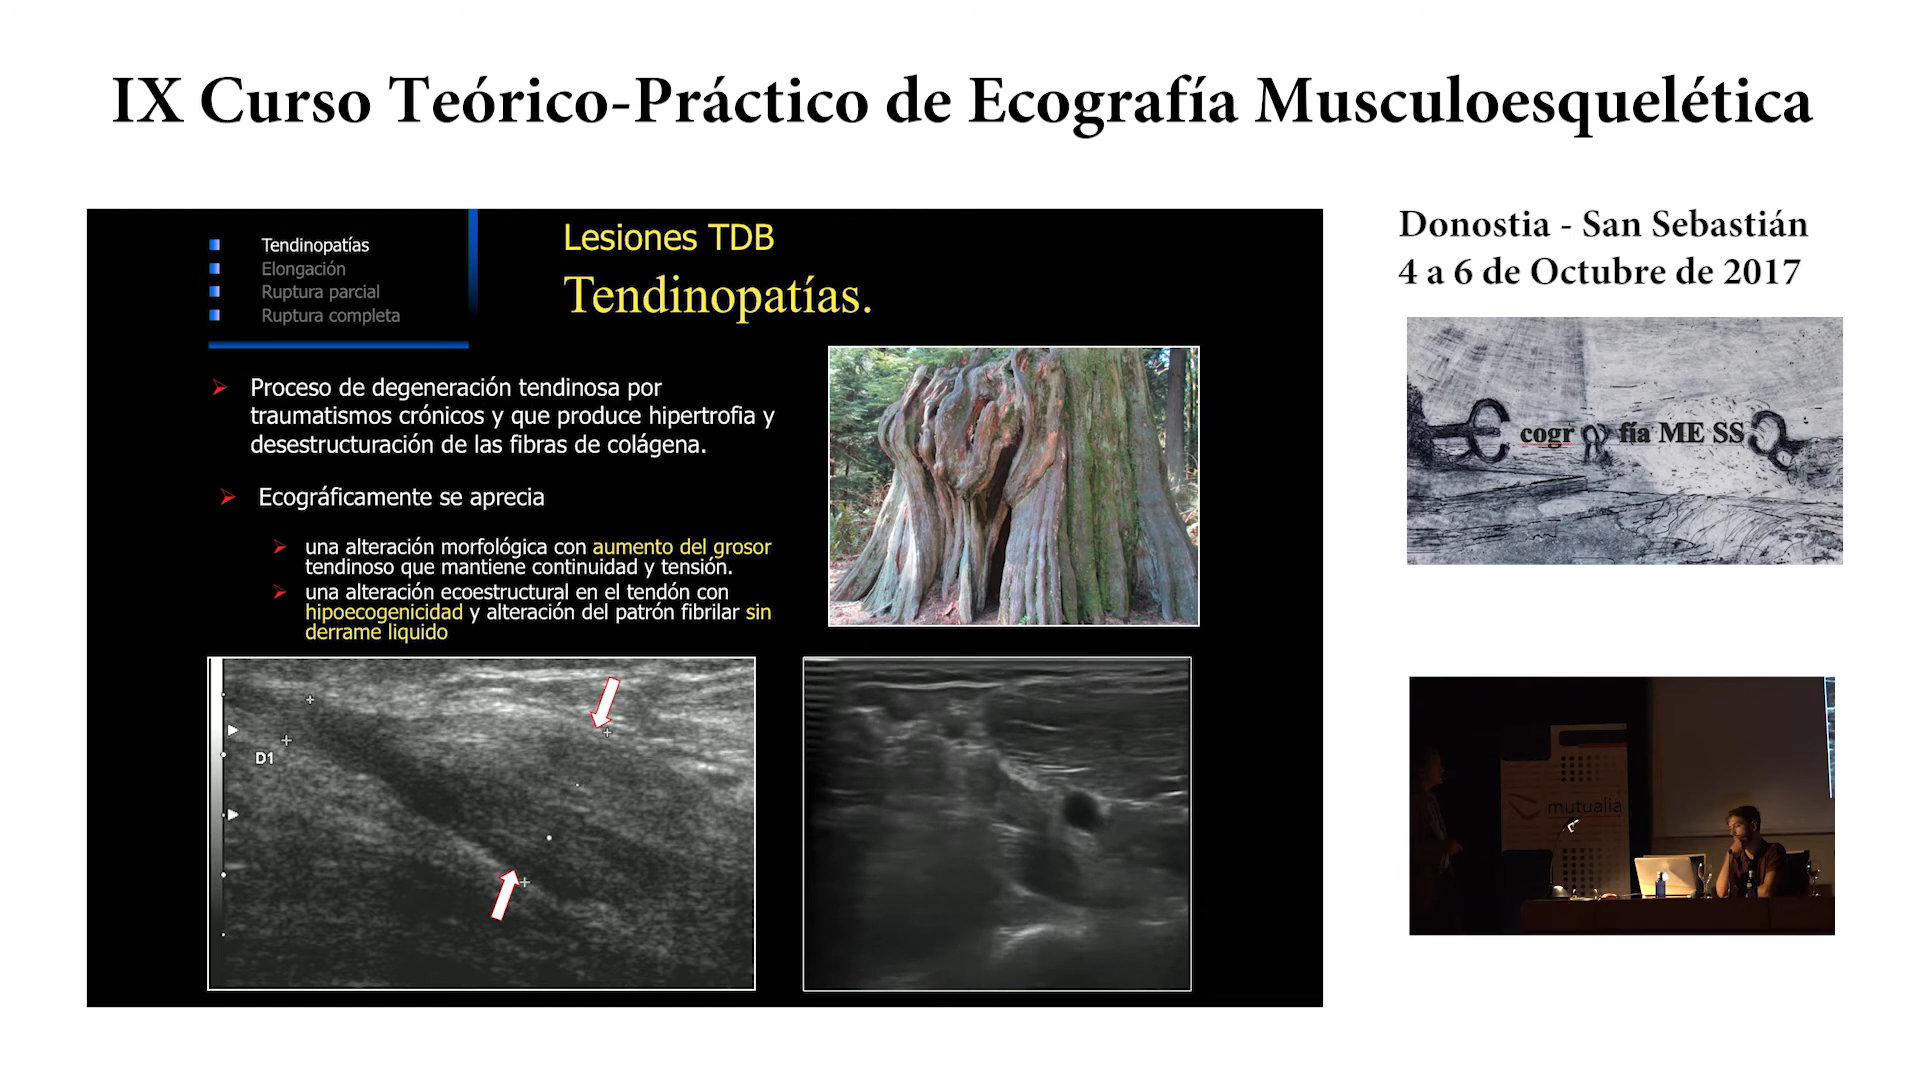 IX Curso Teórico-Práctico de Ecografía Musculoesquelética
Tendinopatías
Elongación
Ruptura parcial
Ruptura completa
Lesiones TDB
Tendinopatías.
Proceso de degeneración tendinosa por
traumatismos crónicos y que produce hipertrofia y
desestructuración de las fibras de colágena.
Ecográficamente se aprecia
una alteración morfológica con aumento del grosor
tendinoso que mantiene continuidad y tensión.
una alteración ecoestructural en el tendón con
hipoecogenicidad y alteración del patrón fibrilar sin
derrame liquido
D1
Donostia - San Sebastián
4 a 6 de Octubre de 2017
cogr fía ME SS
mutualia